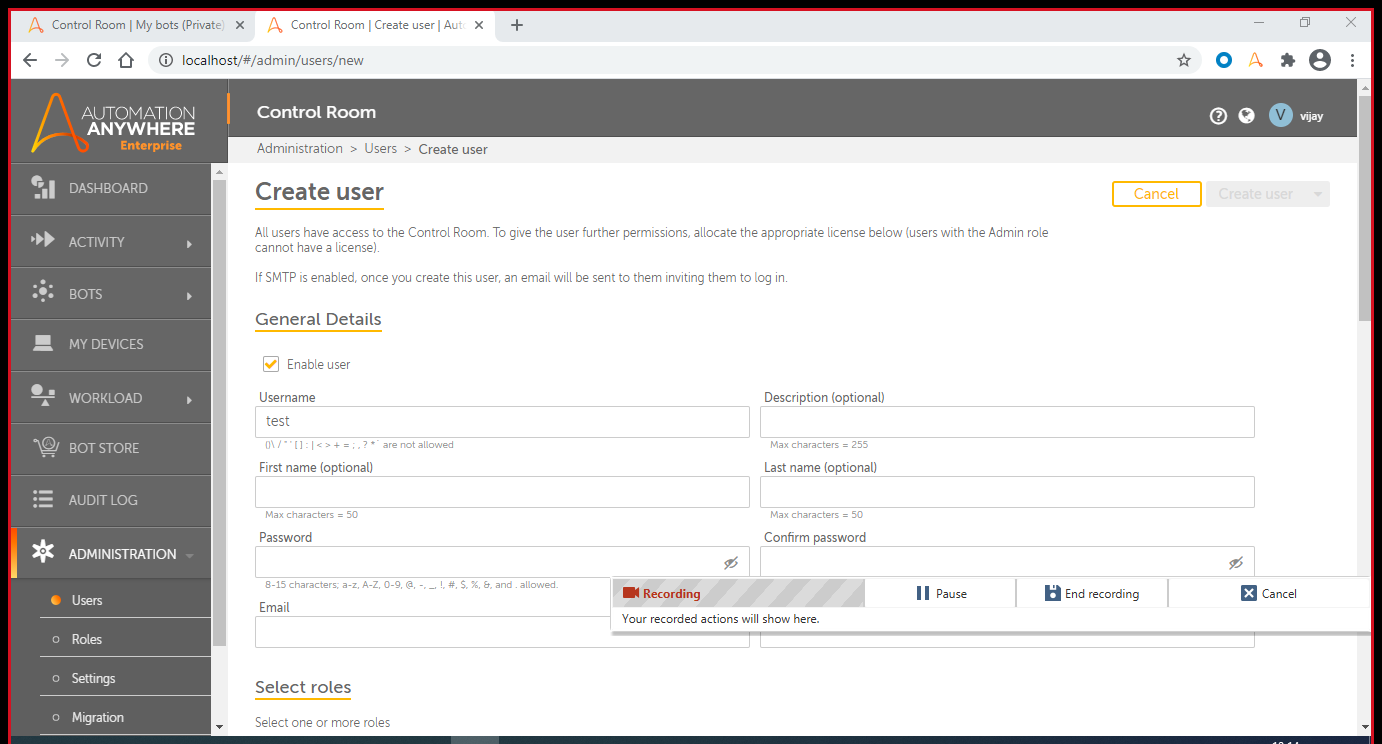 Control Room | My bots (Private)
Control Room | Create user | Auto
localhost/#/admin/users/new
AUTOMATION
ANYWHERE
Enterprise
Control Room
V vijay
Administration > Users > Create user
DASHBOARD
ACTIVITY
BOTS
MY DEVICES
WORKLOAD
BOT STORE
AUDIT LOG
ADMINISTRATION
Users
Roles
Settings
Migration
Create user
Cancel
Create user
All users have access to the Control Room. To give the user further permissions, allocate the appropriate license below (users with the Admin role
cannot have a license).
If SMTP is enabled, once you create this user, an email will be sent to them inviting them to log in.
General Details
Enable user
Username
Description (optional)
test
()\ / " ' [ ] : | < > + = ; , ? * ` are not allowed
Max characters = 255
First name (optional)
Last name (optional)
Max characters = 50
Max characters = 50
Password
Confirm password
8-15 characters; a-z, A-Z, 0-9, @, -, _, !, #, $, %, &, and . allowed.
Email
Recording
Pause
End recording
Cancel
Your recorded actions will show here.
Select roles
Select one or more roles